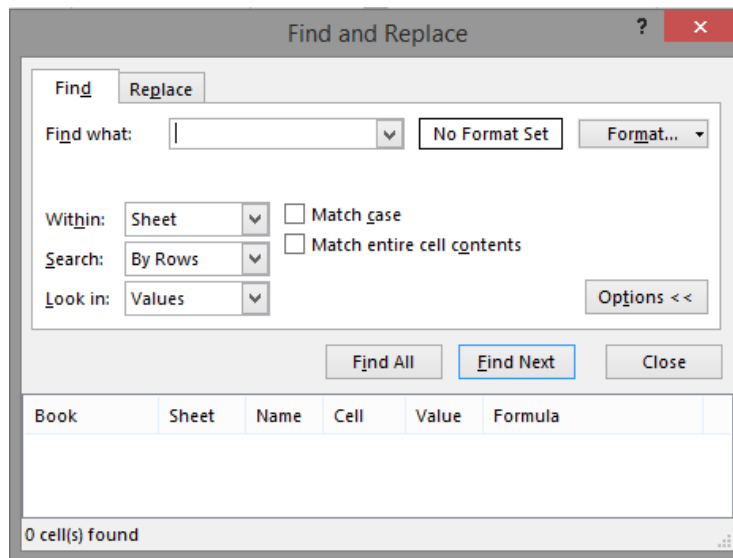 Find and Replace ?
Find Replace
Find what: No Format Set Format...
Within: Sheet Match case
Match entire cell contents
Search: By Rows
Look in: Values Options <<
Find All Find Next Close
Book Sheet Name Cell Value Formula
0 cell(s) found